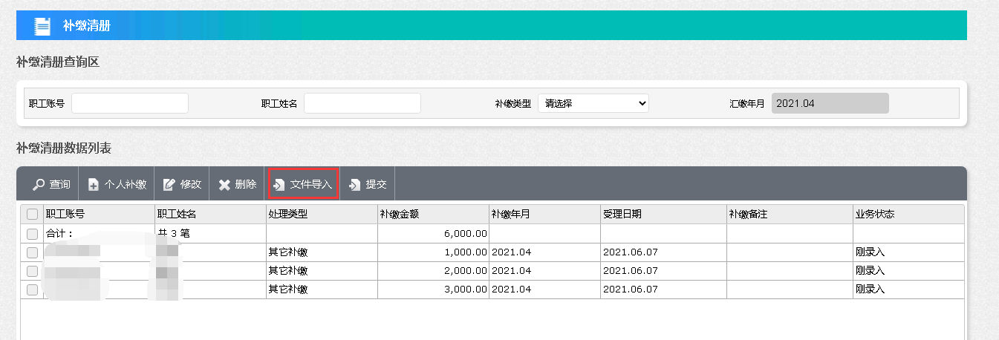 补缴清册
补缴清册查询区
职工账号 职工姓名 补缴类型 请选择 汇缴年月 2021.04
补缴清册数据列表
查询 个人补缴 修改 删除 文件导入 提交
职工账号 职工姓名 处理类型 补缴金额 补缴年月 受理日期 补缴备注 业务状态
合计： 共 3 笔 6,000.00
其它补缴 1,000.00 2021.04 2021.06.07 刚录入
其它补缴 2,000.00 2021.04 2021.06.07 刚录入
其它补缴 3,000.00 2021.04 2021.06.07 刚录入